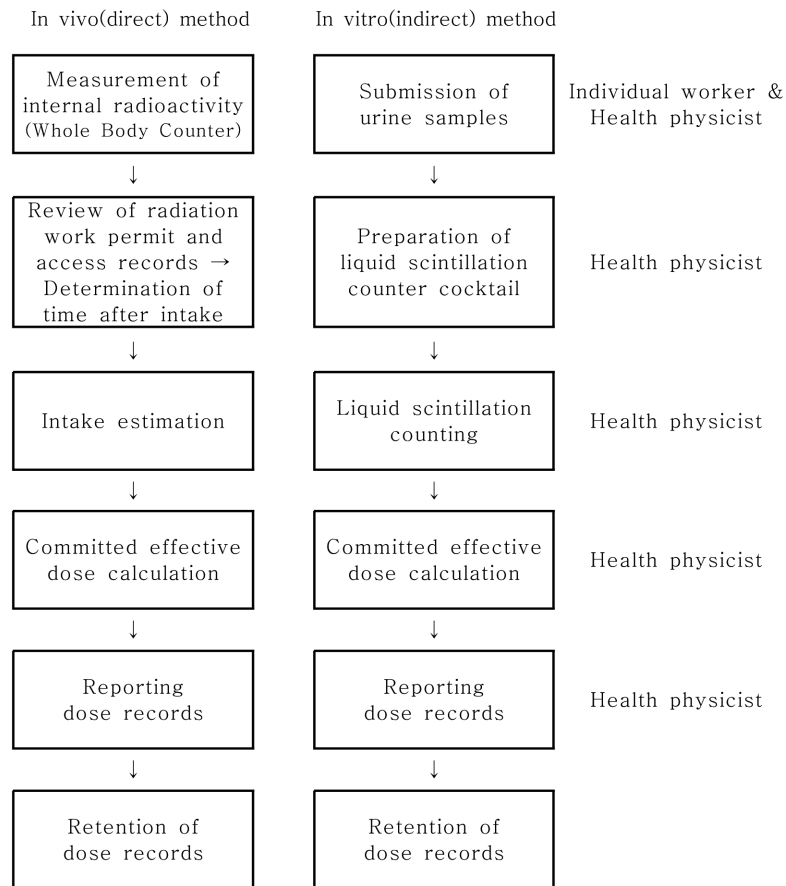 In vivo(direct) method
In vitro(indirect) method
Measurement of
internal radioactivity
(Whole Body Counter)
Submission of
urine samples
Individual worker &
Health physicist
↓
↓
Review of radiation
work permit and
access records →
Determination of
time after intake
Preparation of
liquid scintillation
counter cocktail
Health physicist
↓
↓
Intake estimation
Liquid scintillation
counting
Health physicist
↓
↓
Committed effective
dose calculation
Committed effective
dose calculation
Health physicist
↓
↓
Reporting
dose records
Reporting
dose records
Health physicist
↓
↓
Retention of
dose records
Retention of
dose records